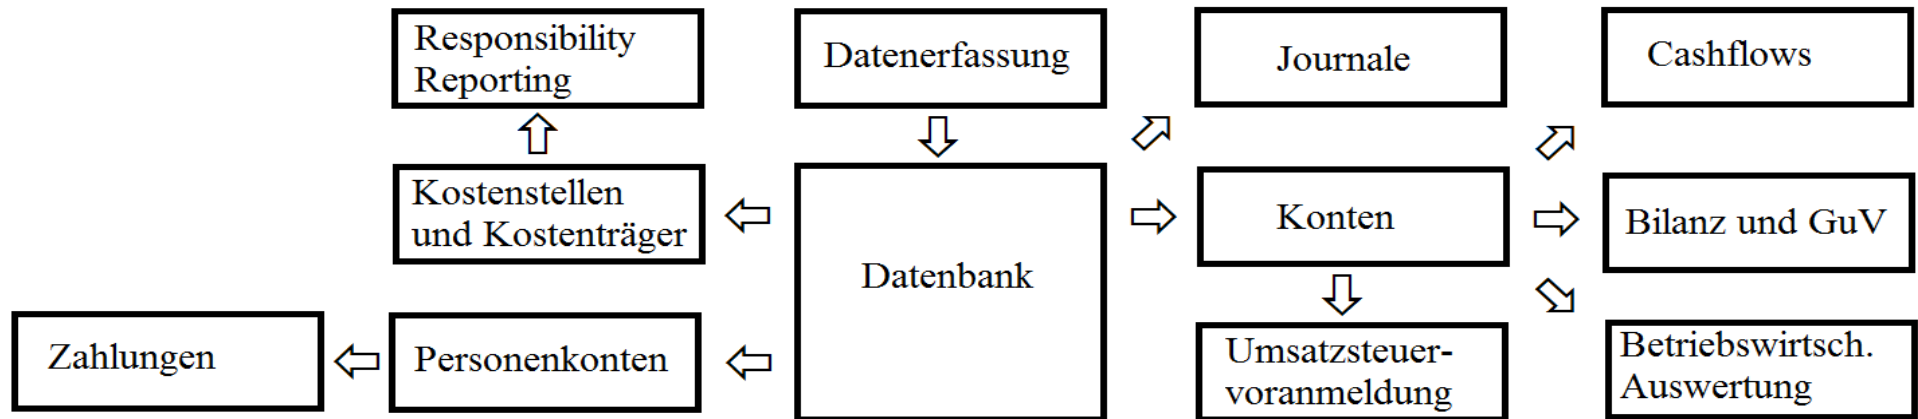 Responsibility
Reporting
Datenerfassung
Journale
Cashflows
Kostenstellen
und Kostenträger
Datenbank
Konten
Bilanz und GuV
Zahlungen
Personenkonten
Umsatzsteuer-
voranmeldung
Betriebswirtsch.
Auswertung